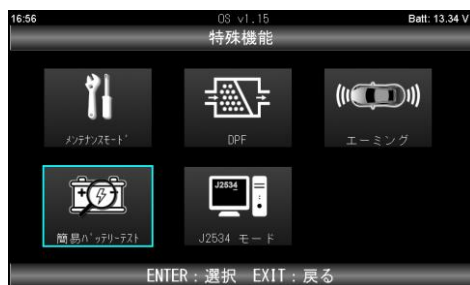 16:56 OS v1.15 Batt: 13.34 V
特殊機能
ﾒﾝﾃﾅﾝｽﾓｰﾄﾞ DPF エーミング
簡易ﾊﾞｯﾃﾘｰﾃｽﾄ J2534 J2534 モード
ENTER：選択 EXIT：戻る